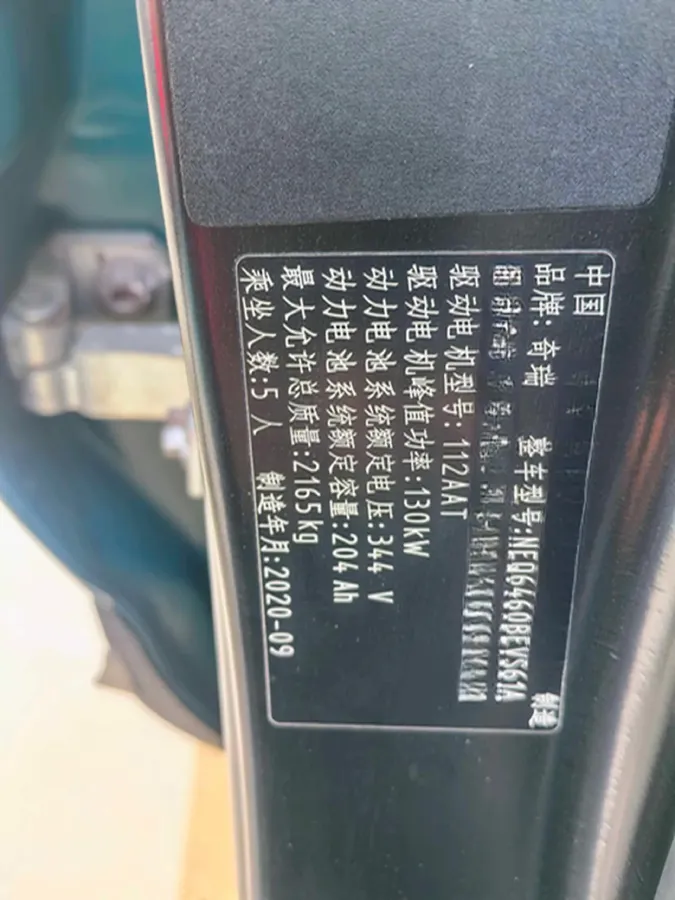 中国 制造
品牌:奇瑞 整车型号:NEQ6460BEVS61A
驱动电机型号:112AAT
驱动电机峰值功率:130kW
动力电池系统额定电压:344 V
动力电池系统额定容量:204 Ah
最大允许总质量:2165kg
乘坐人数:5 人 制造年月:2020-09